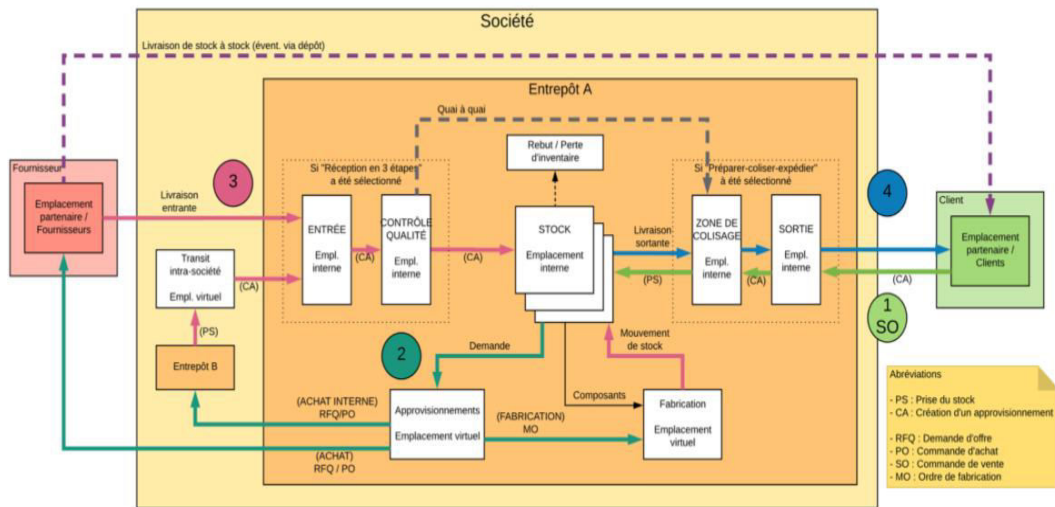 Société
Livraison de stock à stock (évent. via dépôt)
Entrepôt A
Quai à quai
Rebut / Perte
d'inventaire
Fournisseur
Emplacement
partenaire /
Fournisseurs
3
Livraison
entrante
Si "Réception en 3 étapes"
a été sélectionné
ENTRÉE
Empl.
interne
(CA)
CONTRÔLE
QUALITÉ
Empl.
interne
(CA)
STOCK
Emplacement
interne
Livraison
sortante
(PS)
Si "Préparer-coliser-expédier"
à été sélectionné
ZONE DE
COLISAGE
Empl.
interne
(CA)
SORTIE
Empl.
interne
4
Client
Emplacement
partenaire /
Clients
(CA)
1
SO
Transit
intra-société
Empl. virtuel
(CA)
(PS)
Entrepôt B
2
Demande
Mouvement
de stock
Composants
(ACHAT INTERNE)
RFQ/PO
Approvisionnements
Emplacement virtuel
(FABRICATION)
MO
Fabrication
Emplacement
virtuel
(ACHAT)
RFQ / PO
Abréviations
- PS : Prise du stock
- CA : Création d'un approvisionnement
- RFQ : Demande d'offre
- PO : Commande d'achat
- SO : Commande de vente
- MO : Ordre de fabrication